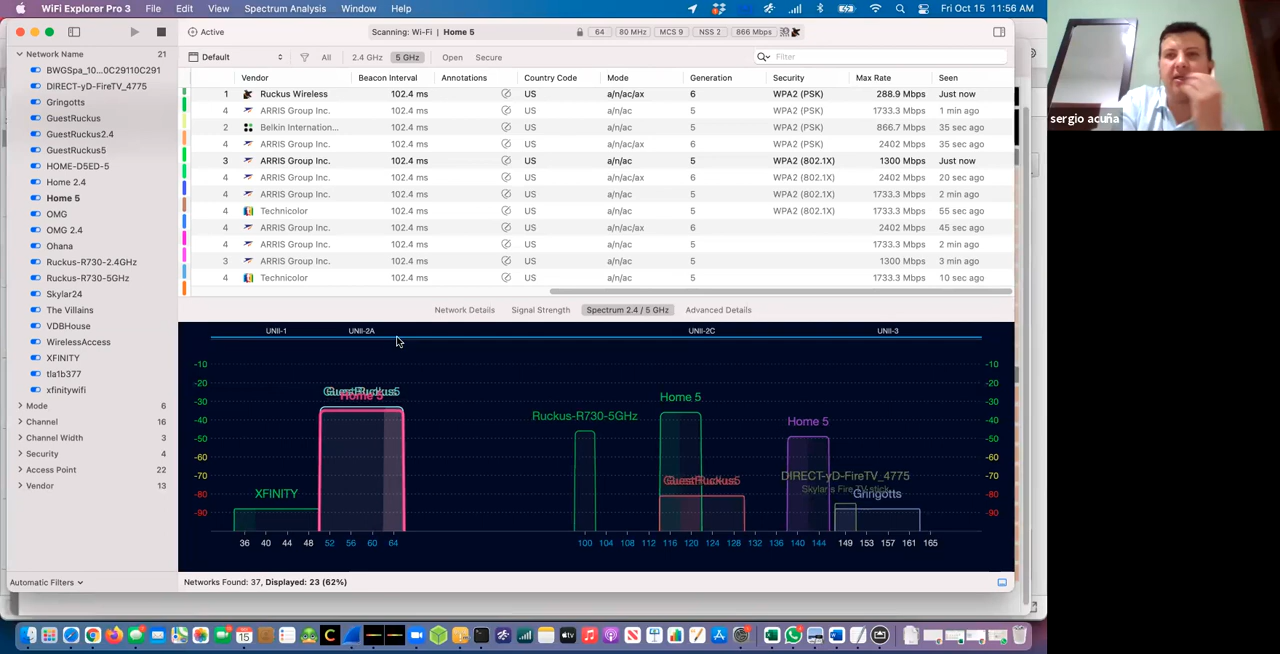 WiFi Explorer Pro 3 File Edit View Spectrum Analysis Window Help Fri Oct 15 11:56 AM
Active Scanning: Wi-Fi | Home 5 64 80 MHz MCS 9 NSS 2 866 Mbps
Default All 2.4 GHz 5 GHz Open Secure Filter
Network Name 21
BWGSpa_10...0C29110C291
DIRECT-yD-FireTV_4775
Gringotts
GuestRuckus
GuestRuckus2.4
GuestRuckus5
HOME-D5ED-5
Home 2.4
Home 5
OMG
OMG 2.4
Ohana
Ruckus-R730-2.4GHz
Ruckus-R730-5GHz
Skylar24
The Villains
VDBHouse
WirelessAccess
XFINITY
tla1b377
xfinitywifi
Mode 6
Channel 16
Channel Width 3
Security 4
Access Point 22
Vendor 13
Automatic Filters
Vendor Beacon Interval Annotations Country Code Mode Generation Security Max Rate Seen
1 Ruckus Wireless 102.4 ms US a/n/ac/ax 6 WPA2 (PSK) 288.9 Mbps Just now
4 ARRIS Group Inc. 102.4 ms US a/n/ac 5 WPA2 (PSK) 1733.3 Mbps 1 min ago
2 Belkin Internation... 102.4 ms US a/n/ac 5 WPA2 (PSK) 866.7 Mbps 35 sec ago
4 ARRIS Group Inc. 102.4 ms US a/n/ac/ax 6 WPA2 (PSK) 2402 Mbps 35 sec ago
3 ARRIS Group Inc. 102.4 ms US a/n/ac 5 WPA2 (802.1X) 1300 Mbps Just now
4 ARRIS Group Inc. 102.4 ms US a/n/ac/ax 6 WPA2 (802.1X) 2402 Mbps 20 sec ago
4 ARRIS Group Inc. 102.4 ms US a/n/ac 5 WPA2 (802.1X) 1733.3 Mbps 2 min ago
4 Technicolor 102.4 ms US a/n/ac 5 WPA2 (802.1X) 1733.3 Mbps 55 sec ago
4 ARRIS Group Inc. 102.4 ms US a/n/ac/ax 6 2402 Mbps 45 sec ago
4 ARRIS Group Inc. 102.4 ms US a/n/ac 5 1733.3 Mbps 2 min ago
3 ARRIS Group Inc. 102.4 ms US a/n/ac 5 1300 Mbps 3 min ago
4 Technicolor 102.4 ms US a/n/ac 5 1733.3 Mbps 10 sec ago
Network Details Signal Strength Spectrum 2.4 / 5 GHz Advanced Details
UNII-1 UNII-2A UNII-2C UNII-3
-10 -10
-20 -20
GuestRuckus5
-30 Home 5 Home 5 -30
Ruckus-R730-5GHz
-40 Home 5 -40
-50 -50
-60 -60
-70 DIRECT-yD-FireTV_4775 -70
GuestRuckus5
-80 XFINITY Skylar's Fire TV stick Gringotts -80
-90 -90
36 40 44 48 52 56 60 64 100 104 108 112 116 120 124 128 132 136 140 144 149 153 157 161 165
Networks Found: 37, Displayed: 23 (62%)
sergio acuña